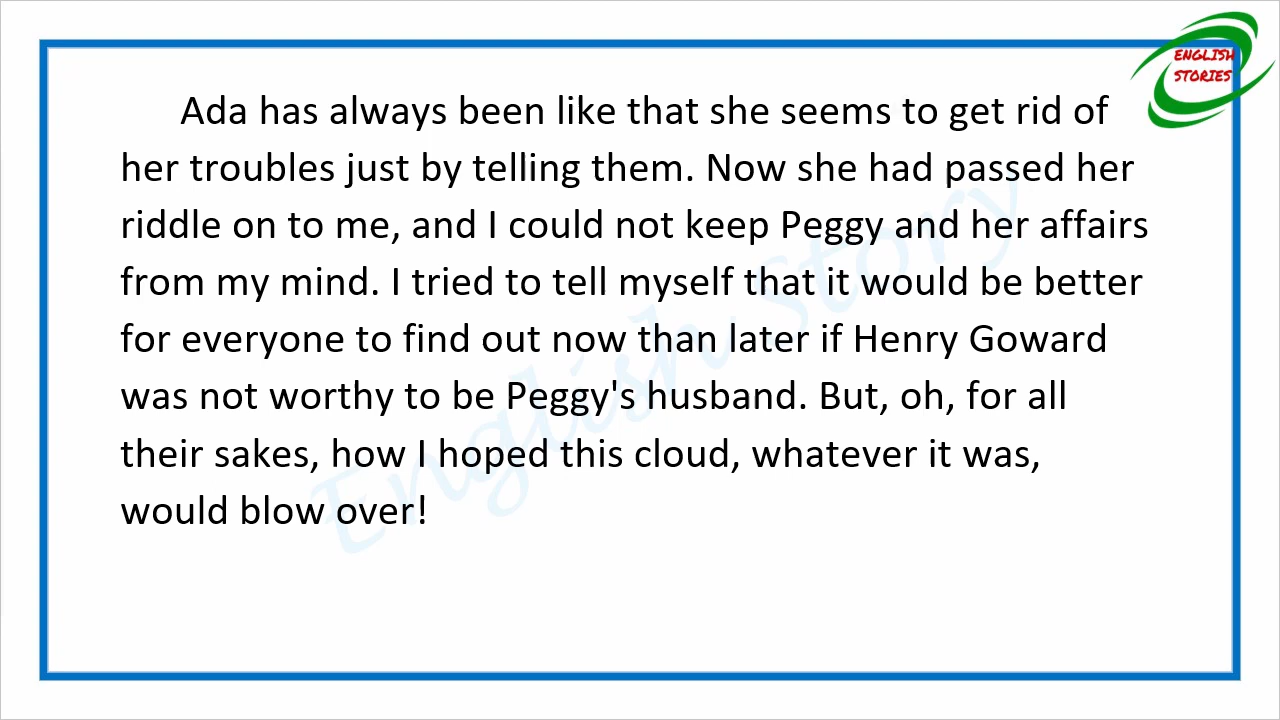 ENGLISH
STORIES
Ada has always been like that she seems to get rid of
her troubles just by telling them. Now she had passed her
riddle on to me, and I could not keep Peggy and her affairs
from my mind. I tried to tell myself that it would be better
for everyone to find out now than later if Henry Goward
was not worthy to be Peggy's husband. But, oh, for all
their sakes, how I hoped this cloud, whatever it was,
would blow over!
English Story